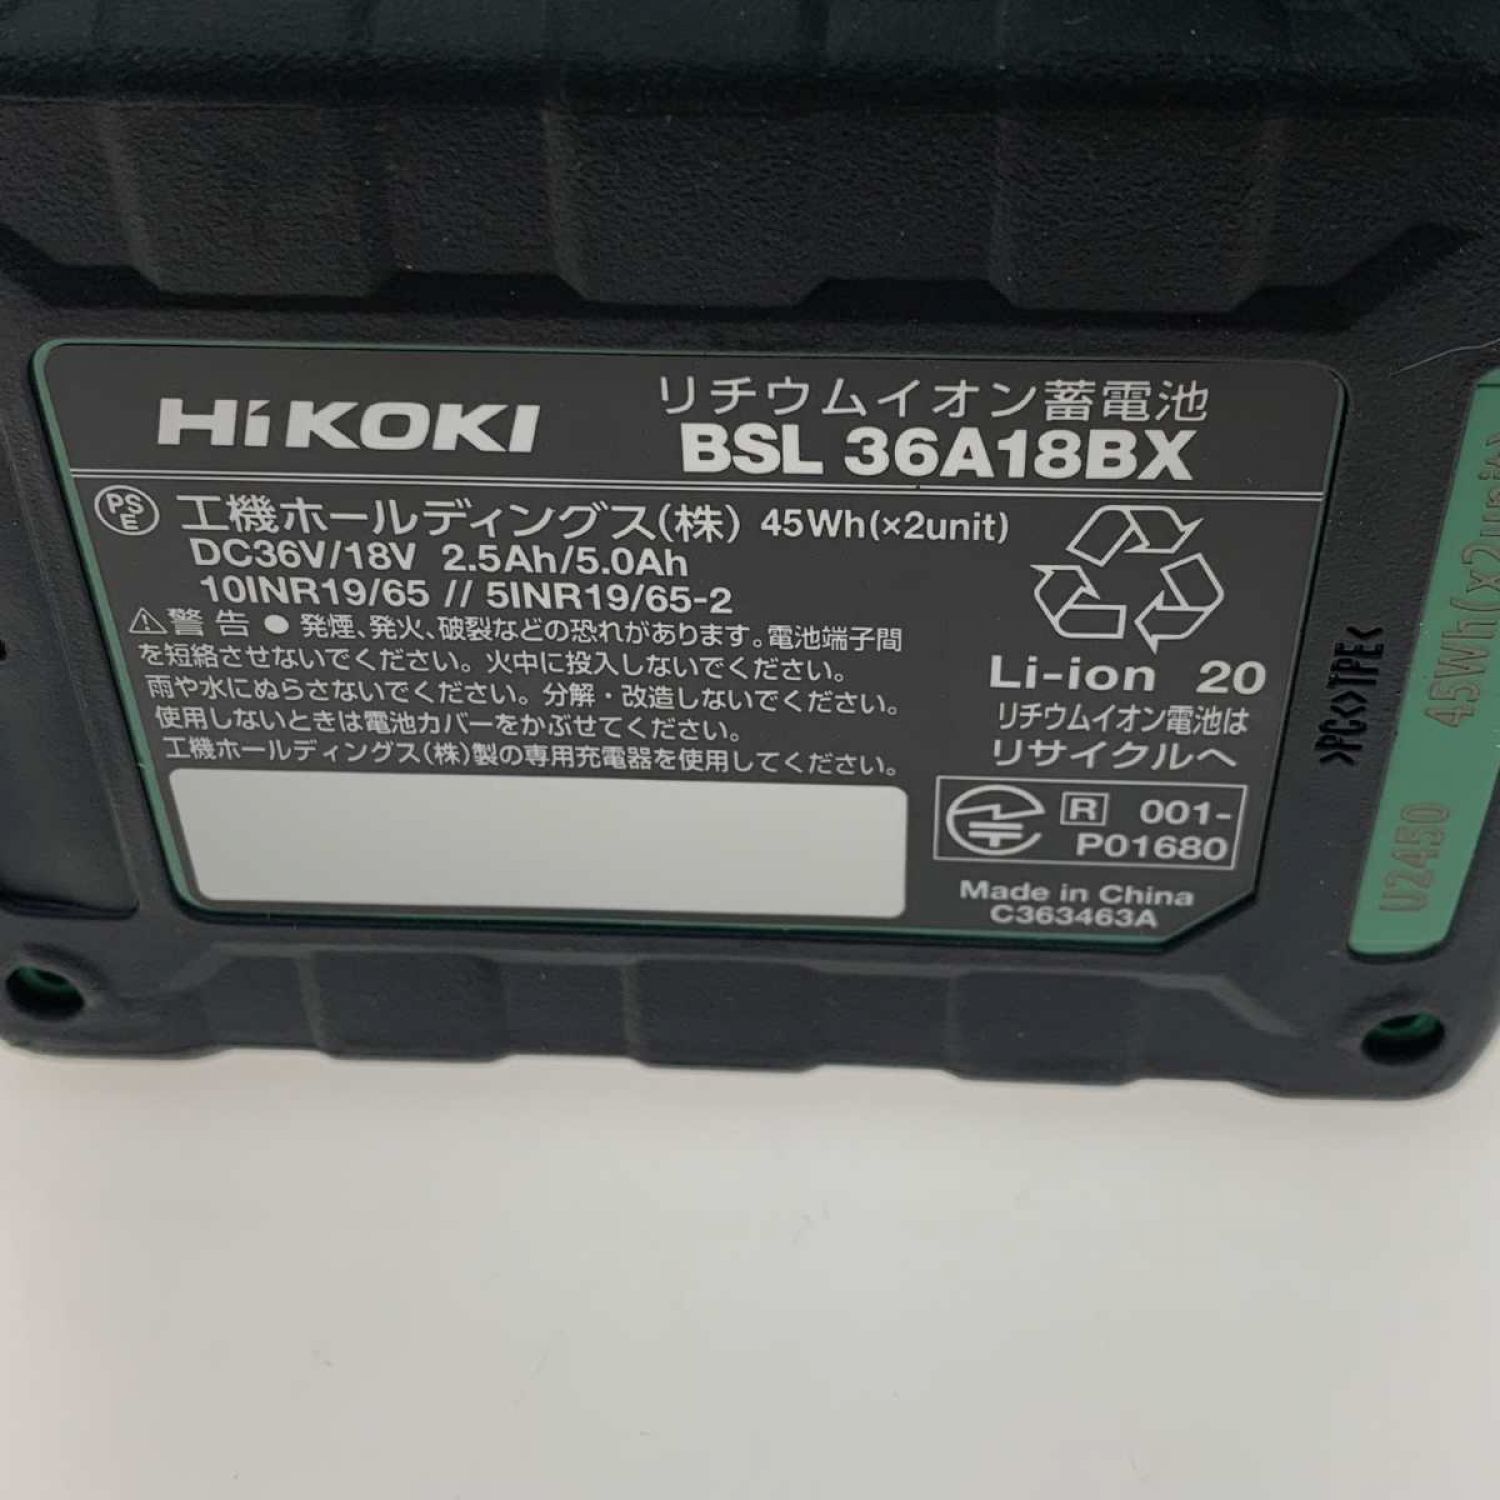 HiKOKI
リチウムイオン蓄電池
BSL 36A18BX
PSE
工機ホールディングス(株) 45Wh(×2unit)
DC36V/18V 2.5Ah/5.0Ah
10INR19/65 // 5INR19/65-2
⚠警告 ● 発煙、発火、破裂などの恐れがあります。電池端子間
を短絡させないでください。火中に投入しないでください。
雨や水にぬらさないでください。分解・改造しないでください。
使用しないときは電池カバーをかぶせてください。
工機ホールディングス(株)製の専用充電器を使用してください。
Li-ion 20
リチウムイオン電池は
リサイクルへ
R 001-
P01680
Made in China
C363463A
>PC<>TPE<
U2450 45Wh(x2unit)